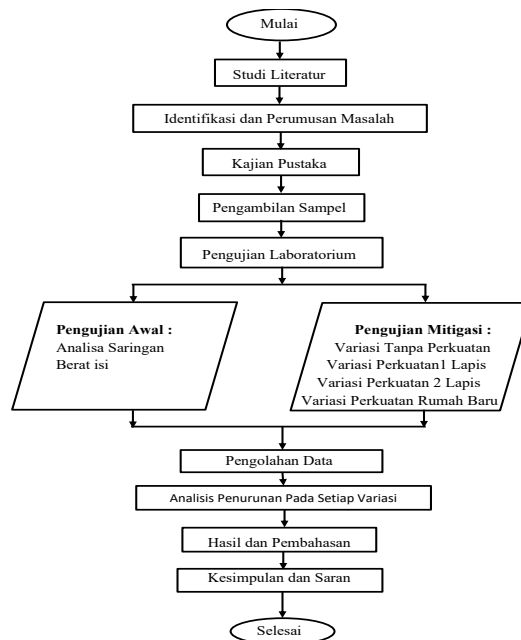 Mulai
Studi Literatur
Identifikasi dan Perumusan Masalah
Kajian Pustaka
Pengambilan Sampel
Pengujian Laboratorium
Pengujian Awal :
Analisa Saringan
Berat isi
Pengujian Mitigasi :
Variasi Tanpa Perkuatan
Variasi Perkuatan1 Lapis
Variasi Perkuatan 2 Lapis
Variasi Perkuatan Rumah Baru
Pengolahan Data
Analisis Penurunan Pada Setiap Variasi
Hasil dan Pembahasan
Kesimpulan dan Saran
Selesai